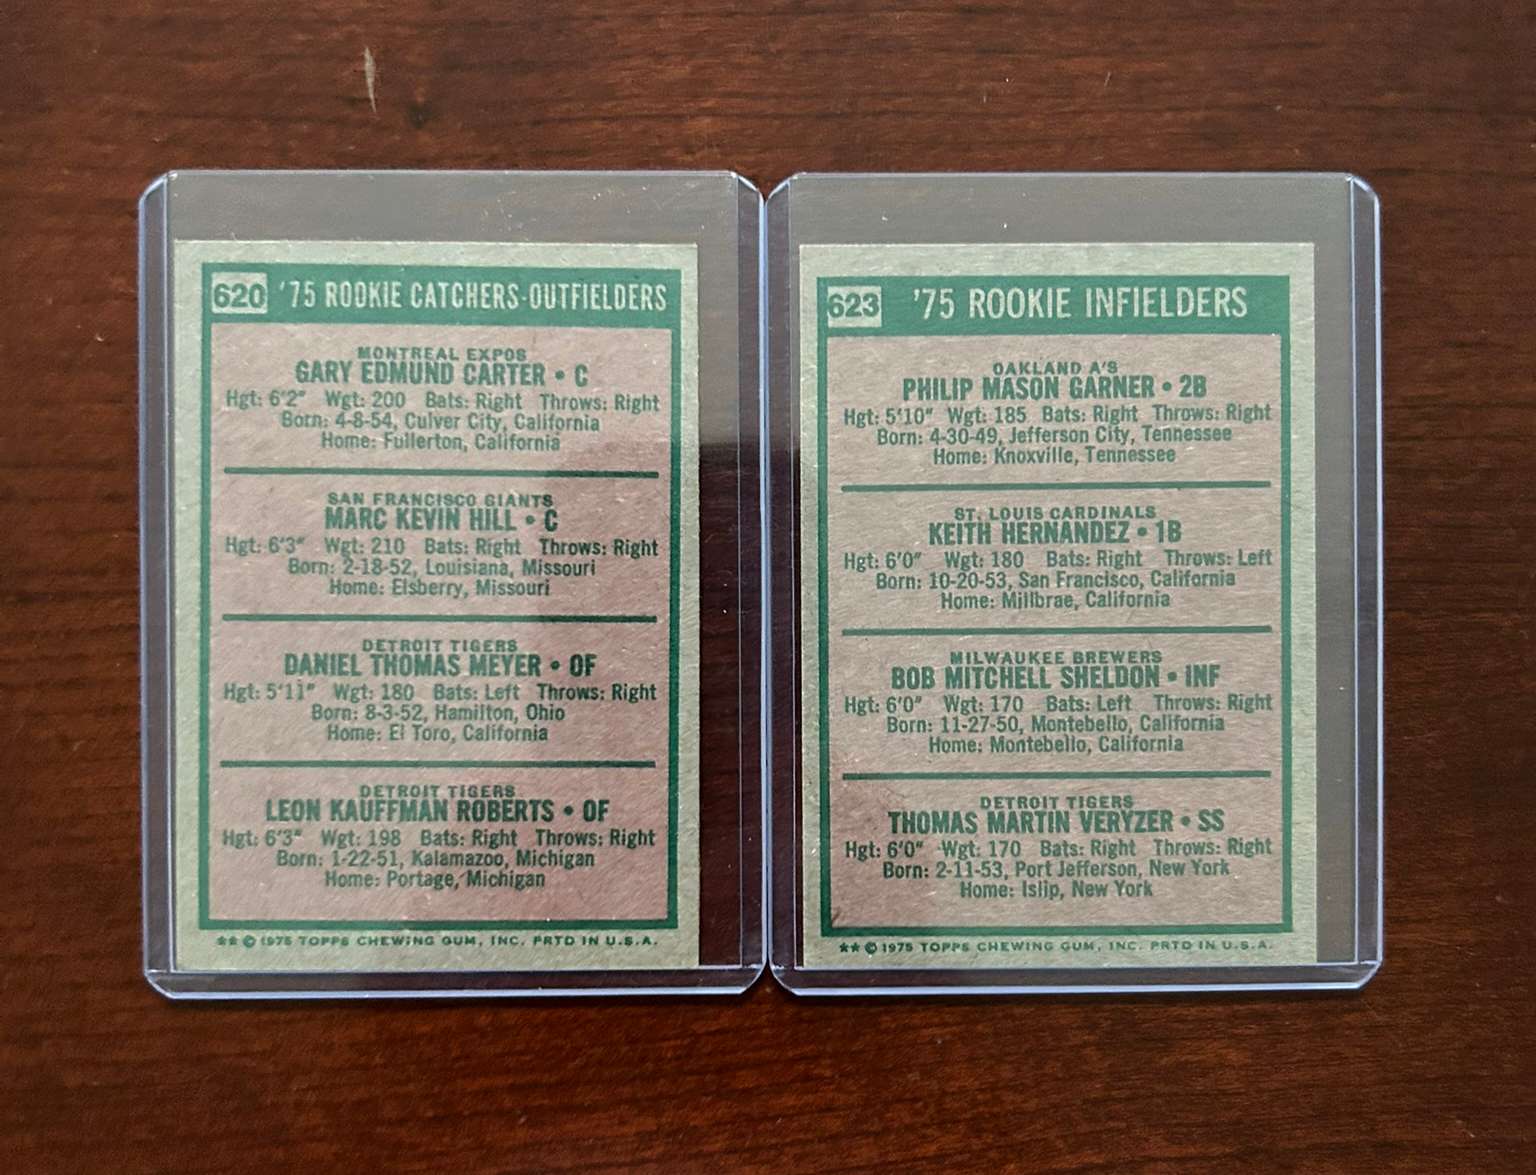 620 '75 ROOKIE CATCHERS-OUTFIELDERS
MONTREAL EXPOS
GARY EDMUND CARTER • C
Hgt: 6'2" Wgt: 200 Bats: Right Throws: Right
Born: 4-8-54, Culver City, California
Home: Fullerton, California
SAN FRANCISCO GIANTS
MARC KEVIN HILL • C
Hgt: 6'3" Wgt: 210 Bats: Right Throws: Right
Born: 2-18-52, Louisiana, Missouri
Home: Elsberry, Missouri
DETROIT TIGERS
DANIEL THOMAS MEYER • OF
Hgt: 5'11" Wgt: 180 Bats: Left Throws: Right
Born: 8-3-52, Hamilton, Ohio
Home: El Toro, California
DETROIT TIGERS
LEON KAUFFMAN ROBERTS • OF
Hgt: 6'3" Wgt: 198 Bats: Right Throws: Right
Born: 1-22-51, Kalamazoo, Michigan
Home: Portage, Michigan
** © 1975 TOPPS CHEWING GUM, INC. PRTD IN U.S.A.
623 '75 ROOKIE INFIELDERS
OAKLAND A'S
PHILIP MASON GARNER • 2B
Hgt: 5'10" Wgt: 185 Bats: Right Throws: Right
Born: 4-30-49, Jefferson City, Tennessee
Home: Knoxville, Tennessee
ST. LOUIS CARDINALS
KEITH HERNANDEZ • 1B
Hgt: 6'0" Wgt: 180 Bats: Right Throws: Left
Born: 10-20-53, San Francisco, California
Home: Millbrae, California
MILWAUKEE BREWERS
BOB MITCHELL SHELDON • INF
Hgt: 6'0" Wgt: 170 Bats: Left Throws: Right
Born: 11-27-50, Montebello, California
Home: Montebello, California
DETROIT TIGERS
THOMAS MARTIN VERYZER • SS
Hgt: 6'0" Wgt: 170 Bats: Right Throws: Right
Born: 2-11-53, Port Jefferson, New York
Home: Islip, New York
** © 1975 TOPPS CHEWING GUM, INC. PRTD IN U.S.A.